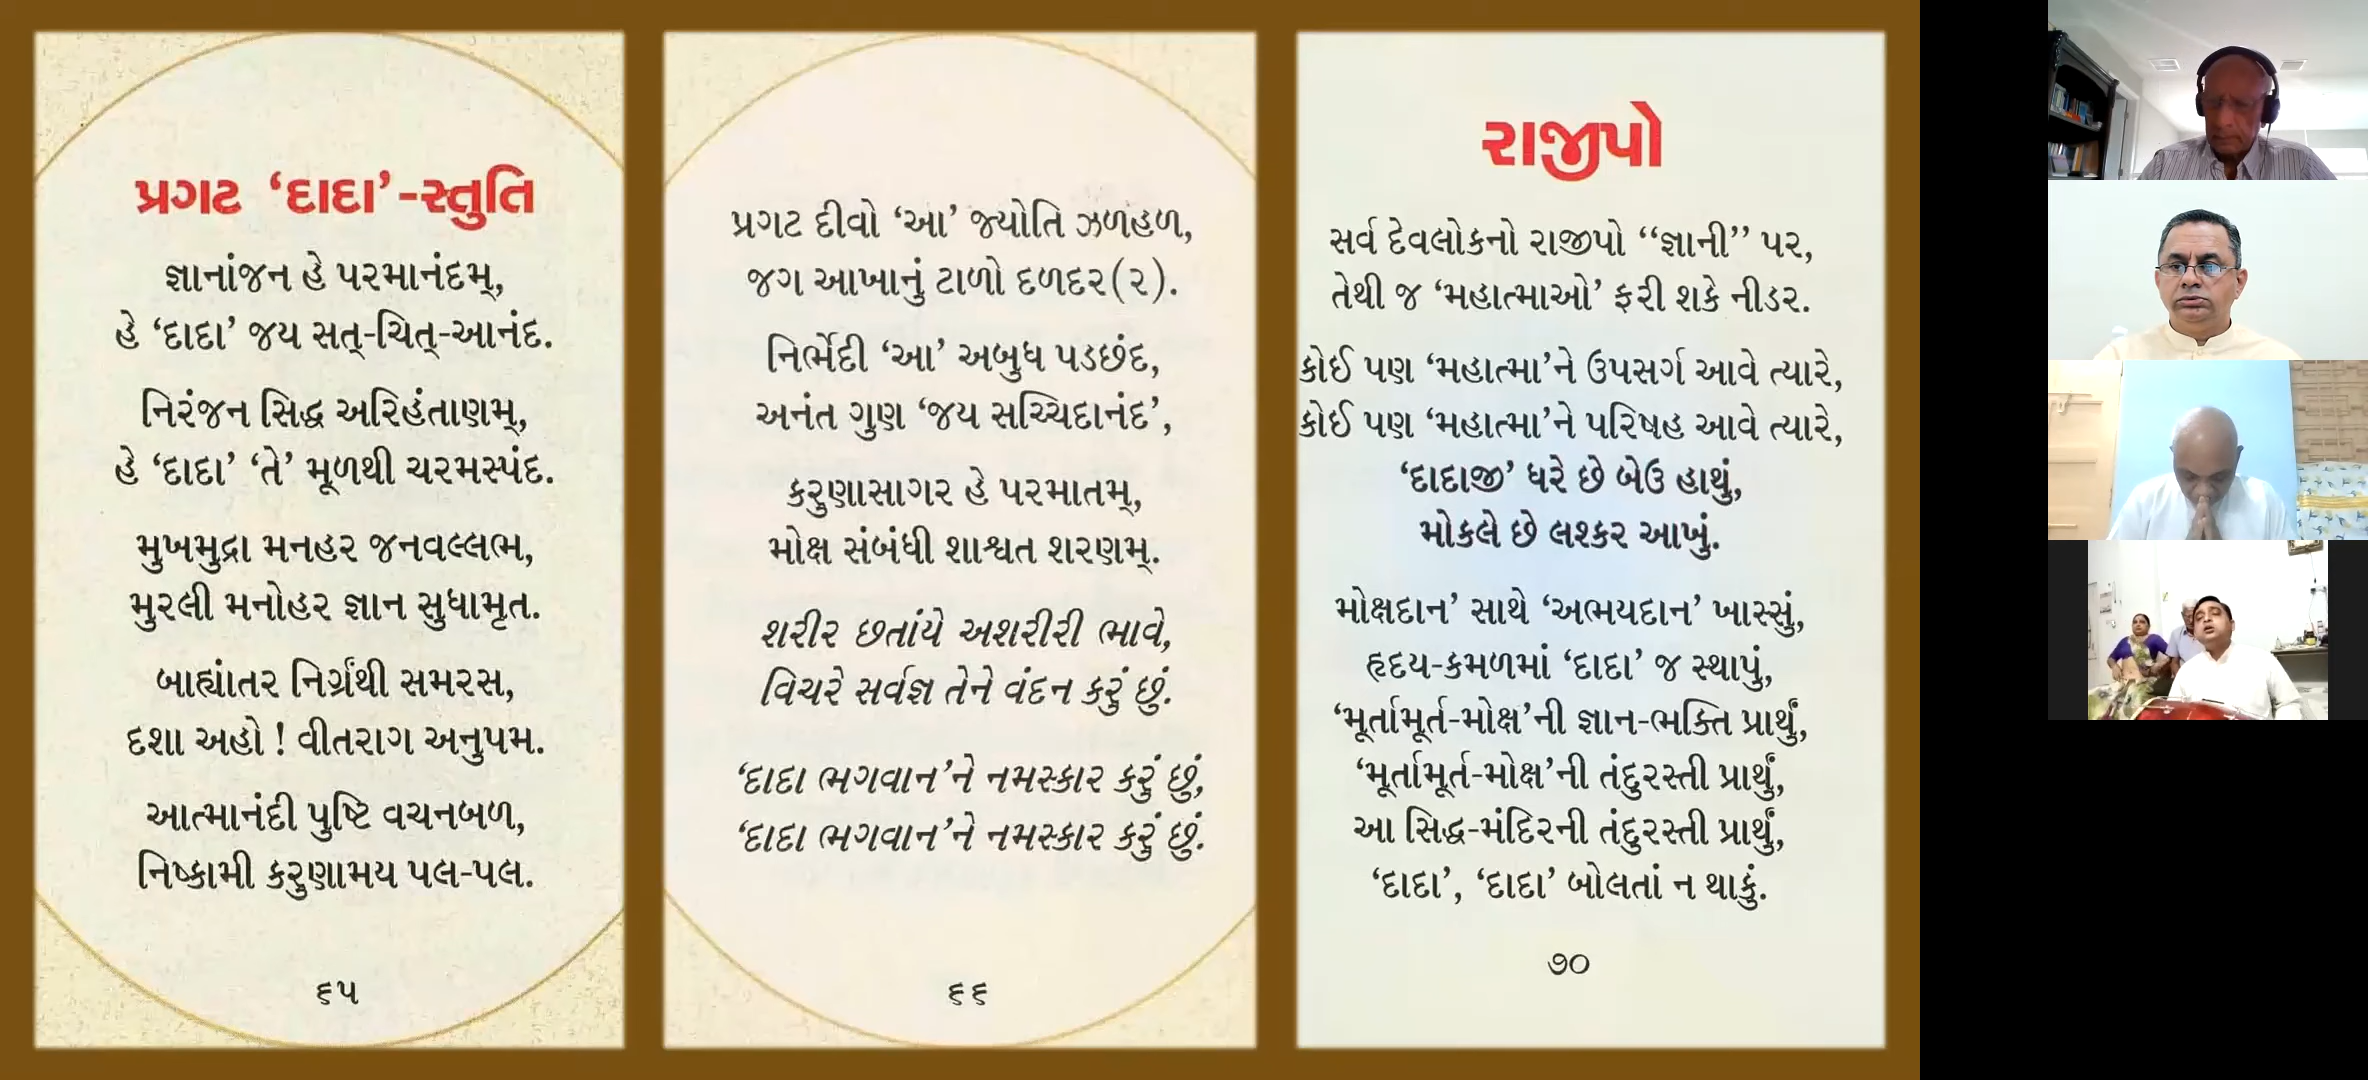 પ્રગટ ‘દાદા’-સ્તુતિ
જ્ઞાનાંજન હે પરમાનંદમ્,
હે ‘દાદા’ જય સત્-ચિત્-આનંદ.
નિરંજન સિદ્ધ અરિહંતાણમ્,
હે ‘દાદા’ ‘તે’ મૂળથી ચરમસ્પંદ.
મુખમુદ્રા મનહર જનવલ્લભ,
મુરલી મનોહર જ્ઞાન સુધામૃત.
બાહ્યાંતર નિર્ગ્રંથી સમરસ,
દશા અહો ! વીતરાગ અનુપમ.
આત્માનંદી પુષ્ટિ વચનબળ,
નિષ્કામી કરુણામય પલ-પલ.
૬૫
પ્રગટ દીવો ‘આ’ જ્યોતિ ઝળહળ,
જગ આખાનું ટાળો દળદર(૨).
નિર્ભેદી ‘આ’ અબુધ પડછંદ,
અનંત ગુણ ‘જય સચ્ચિદાનંદ’,
કરુણાસાગર હે પરમાતમ્,
મોક્ષ સંબંધી શાશ્વત શરણમ્.
શરીર છતાંયે અશરીરી ભાવે,
વિચરે સર્વજ્ઞ તેને વંદન કરું છું.
‘દાદા ભગવાન’ને નમસ્કાર કરું છું,
‘દાદા ભગવાન’ને નમસ્કાર કરું છું.
૬૬
રાજીપો
સર્વ દેવલોકનો રાજીપો “જ્ઞાની” પર,
તેથી જ ‘મહાત્માઓ’ ફરી શકે નીડર.
કોઈ પણ ‘મહાત્મા’ને ઉપસર્ગ આવે ત્યારે,
કોઈ પણ ‘મહાત્મા’ને પરિષહ આવે ત્યારે,
‘દાદાજી’ ધરે છે બેઉ હાથું,
મોકલે છે લશ્કર આખું.
મોક્ષદાન’ સાથે ‘અભયદાન’ ખાસ્સું,
હૃદય-કમળમાં ‘દાદા’ જ સ્થાપું,
‘મૂર્તામૂર્ત-મોક્ષ’ની જ્ઞાન-ભક્તિ પ્રાર્થું,
‘મૂર્તામૂર્ત-મોક્ષ’ની તંદુરસ્તી પ્રાર્થું,
આ સિદ્ધ-મંદિરની તંદુરસ્તી પ્રાર્થું,
‘દાદા’, ‘દાદા’ બોલતાં ન થાકું.
૭૦